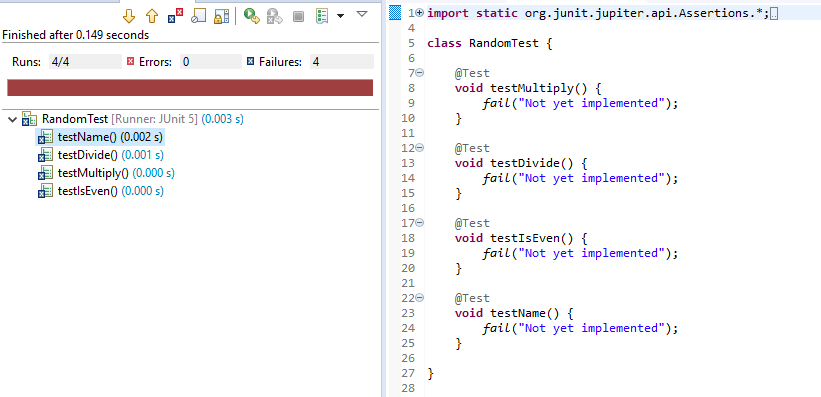 Finished after 0.149 seconds
Runs: 4/4 Errors: 0 Failures: 4
RandomTest [Runner: JUnit 5] (0.003 s)
testName() (0.002 s)
testDivide() (0.001 s)
testMultiply() (0.000 s)
testIsEven() (0.000 s)
1 import static org.junit.jupiter.api.Assertions.*;
4
5 class RandomTest {
6
7 @Test
8 void testMultiply() {
9 fail("Not yet implemented");
10 }
11
12 @Test
13 void testDivide() {
14 fail("Not yet implemented");
15 }
16
17 @Test
18 void testIsEven() {
19 fail("Not yet implemented");
20 }
21
22 @Test
23 void testName() {
24 fail("Not yet implemented");
25 }
26
27 }
28